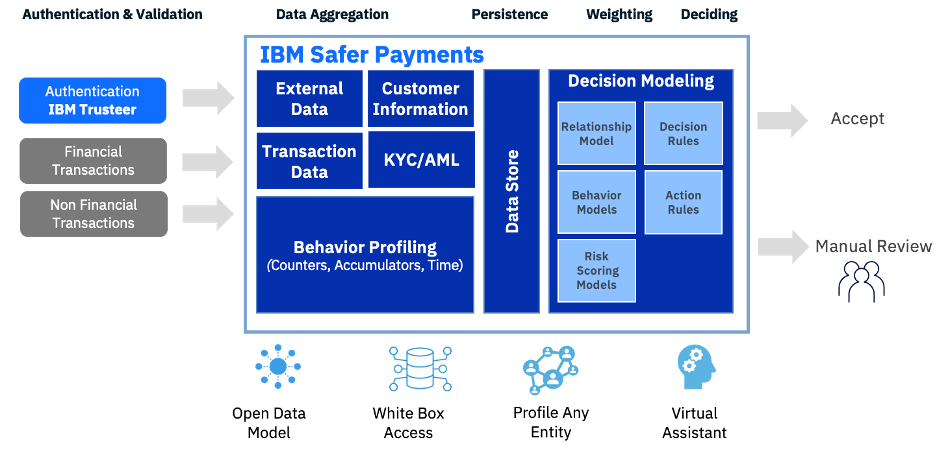 Authentication & Validation
Data Aggregation
Persistence
Weighting
Deciding
IBM Safer Payments
Authentication
IBM Trusteer
Financial
Transactions
Non Financial
Transactions
External
Data
Customer
Information
Transaction
Data
KYC/AML
Behavior Profiling
(Counters, Accumulators, Time)
Data Store
Decision Modeling
Relationship
Model
Decision
Rules
Behavior
Models
Action
Rules
Risk
Scoring
Models
Accept
Manual Review
Open Data
Model
White Box
Access
Profile Any
Entity
Virtual
Assistant